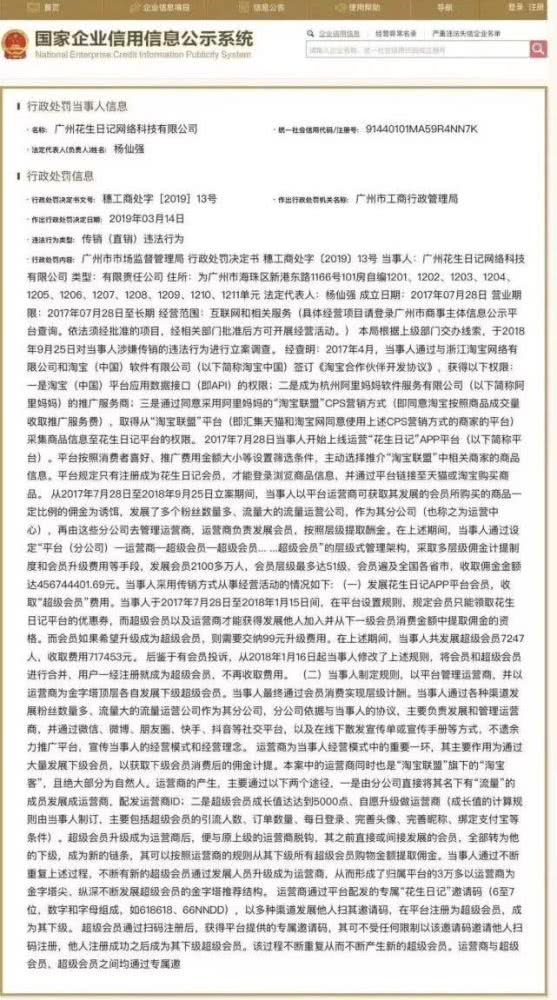 首页 企业信息填报 信息公告 使用帮助 导航 登录 注册
国家企业信用信息公示系统
National Enterprise Credit Information Publicity System
企业信用信息 经营异常名录 严重违法失信企业名单
请输入企业名称、统一社会信用代码或注册号
行政处罚当事人信息
· 名称：广州花生日记网络科技有限公司 · 统一社会信用代码/注册号：91440101MA59R4NN7K
· 法定代表人(负责人)姓名：杨仙强
行政处罚信息
· 行政处罚决定书文号：穗工商处字［2019］13号 · 作出行政处罚决定机关名称：广州市工商行政管理局
· 作出行政处罚决定日期：2019年03月14日
· 违法行为类型：传销（直销）违法行为
· 行政处罚内容：广州市市场监督管理局 行政处罚决定书 穗工商处字〔2019〕13号 当事人：广州花生日记网络科技
有限公司 类型：有限责任公司 住所：为广州市海珠区新港东路1166号101房自编1201、1202、1203、1204、
1205、1206、1207、1208、1209、1210、1211单元 法定代表人：杨仙强 成立日期：2017年07月28日 营业期
限：2017年07月28日至长期 经营范围：互联网和相关服务（具体经营项目请登录广州市商事主体信息公示平
台查询。依法须经批准的项目，经相关部门批准后方可开展经营活动。） 本局根据上级部门交办线索，于2018
年9月25日对当事人涉嫌传销的违法行为进行立案调查。 经查明：2017年4月，当事人通过与浙江淘宝网络有
限公司和淘宝（中国）软件有限公司（以下简称淘宝中国）签订《淘宝合作伙伴开发协议》，获得以下权限：
一是淘宝（中国）平台应用数据接口（即API）的权限；二是成为杭州阿里妈妈软件服务有限公司（以下简称阿
里妈妈）的推广服务商；三是通过同意采用阿里妈妈的“淘宝联盟”CPS营销方式（即同意淘宝按照商品成交量
收取推广服务费），取得从“淘宝联盟”平台（即汇集天猫和淘宝网同意使用上述CPS营销方式的商家的平台）
采集商品信息至花生日记平台的权限。 2017年7月28日当事人开始上线运营“花生日记”APP平台（以下简称平
台）。平台按照消费者喜好、推广费用金额大小等设置筛选条件，主动选择推介“淘宝联盟”中相关商家的商品
信息。平台规定只有注册成为花生日记会员，才能登录浏览商品信息，并通过平台链接至天猫或淘宝购买商
品。 从2017年7月28日至2018年9月25日立案期间，当事人以平台运营商可获取其发展的会员所购买的商品一
定比例的佣金为诱饵，发展了多个粉丝数量多、流量大的流量运营公司，作为其分公司（也称之为运营中
心），再由这些分公司去管理运营商，运营商负责发展会员，按照层级提取酬金。在上述期间，当事人通过设
定“平台（分公司）—运营商—超级会员—超级会员… …超级会员”的层级式管理架构，采取多层级佣金计提制
度和会员升级费用等手段，发展会员2100多万人，会员层级最多达51级，会员遍及全国各省市，收取佣金金额
达456744401.69元。当事人采用传销方式从事经营活动的情况如下：（一）发展花生日记APP平台会员，收
取“超级会员”费用。当事人于2017年7月28日至2018年1月15日间，在平台设置规则，规定会员只能领取花生
日记平台的优惠券，而超级会员以及运营商才能获得发展他人加入并从下一级会员消费金额中提取佣金的资
格。而会员如果希望升级成为超级会员，则需要交纳99元升级费用。在上述期间，当事人共发展超级会员7247
人，收取费用717453元。 后鉴于有会员投诉，从2018年1月16日起当事人修改了上述规则，将会员和超级会员
进行合并，用户一经注册就成为超级会员，不再收取费用。 （二）当事人制定规则，以平台管理运营商，并以
运营商为金字塔顶层各自发展下级超级会员。当事人最终通过会员消费实现层级计酬。当事人通过各种渠道发
展粉丝数量多、流量大的流量运营公司作为其分公司，分公司依据与当事人的协议，主要负责发展和管理运营
商，并通过微信、微博、朋友圈、快手、抖音等社交平台，以及在线下散发宣传单或宣传手册等方式，不遗余
力推广平台，宣传当事人的经营模式和经营理念。 运营商为当事人经营模式中的重要一环，其主要作用为通过
大量发展下级会员，以获取下级会员消费后的佣金计提。本案中的运营商同时也是“淘宝联盟”旗下的“淘宝
客”，且绝大部分为自然人。运营商的产生，主要通过以下两个途径，一是由分公司直接将其名下有“流量”的
成员发展成运营商，配发运营商ID；二是超级会员成长值达达到5000点、自愿升级做运营商（成长值的计算规
则由当事人制订，主要包括超级会员的引流人数、订单数量、每日登录、完善头像、完善昵称、绑定支付宝等
条件）。超级会员升级成为运营商后，便与原上级的运营商脱钩，其之前直接或间接发展的会员，全部转为他
的下级，成为新的链条，其可以按照运营商的规则从其下级所有超级会员购物金额提取佣金。当事人通过不断
重复上述过程，不断有新的超级会员通过发展人员升级成为运营商，从而形成了归属平台的3万多以运营商为
金字塔尖、纵深不断发展超级会员的金字塔推荐结构。 运营商通过平台配发的专属“花生日记”邀请码（6至7
位，数字和字母组成，如618618、66NNDD），以多种渠道发展他人扫其邀请码，在平台注册为超级会员，成
为其下级。 超级会员通过扫码注册后，获得平台提供的专属邀请码，其可不受任何限制以该邀请码邀请他人扫
码注册，他人注册成功之后成为其下级超级会员。该过程不断重复从而不断产生新的超级会员。运营商与超级
会员、超级会员之间均通过专属邀